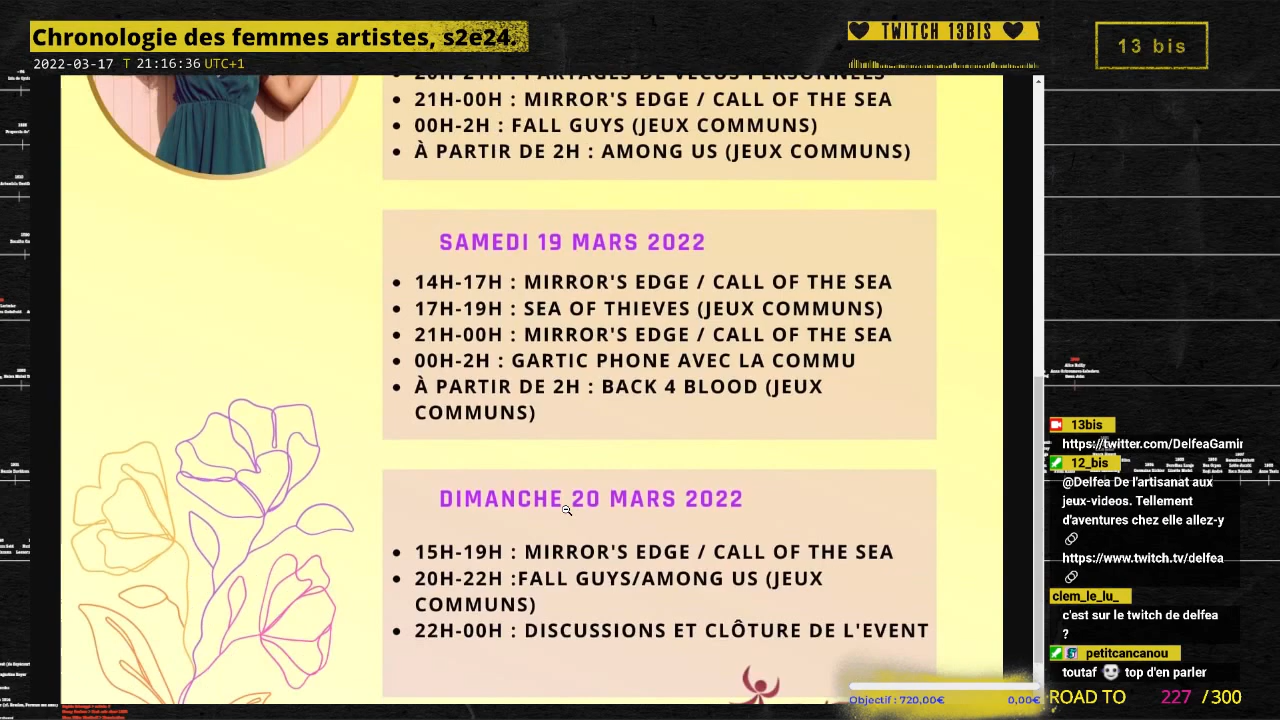 Chronologie des femmes artistes, s2e24.
2022-03-17 T 21:16:36 UTC+1
TWITCH 13BIS
13 bis
20H-21H : PARTAGES DE VÉCUS PERSONNELS
21H-00H : MIRROR'S EDGE / CALL OF THE SEA
00H-2H : FALL GUYS (JEUX COMMUNS)
À PARTIR DE 2H : AMONG US (JEUX COMMUNS)
SAMEDI 19 MARS 2022
14H-17H : MIRROR'S EDGE / CALL OF THE SEA
17H-19H : SEA OF THIEVES (JEUX COMMUNS)
21H-00H : MIRROR'S EDGE / CALL OF THE SEA
00H-2H : GARTIC PHONE AVEC LA COMMU
À PARTIR DE 2H : BACK 4 BLOOD (JEUX
COMMUNS)
DIMANCHE 20 MARS 2022
15H-19H : MIRROR'S EDGE / CALL OF THE SEA
20H-22H :FALL GUYS/AMONG US (JEUX
COMMUNS)
22H-00H : DISCUSSIONS ET CLÔTURE DE L'EVENT
13bis
https://twitter.com/DelfeaGamir
12_bis
@Delfea De l'artisanat aux
jeux-videos. Tellement
d'aventures chez elle allez-y
https://www.twitch.tv/delfea
clem_le_lu_
c'est sur le twitch de delfea
?
petitcancanou
toutaf top d'en parler
Objectif : 720,00€ 0,00€
ROAD TO 227 / 300